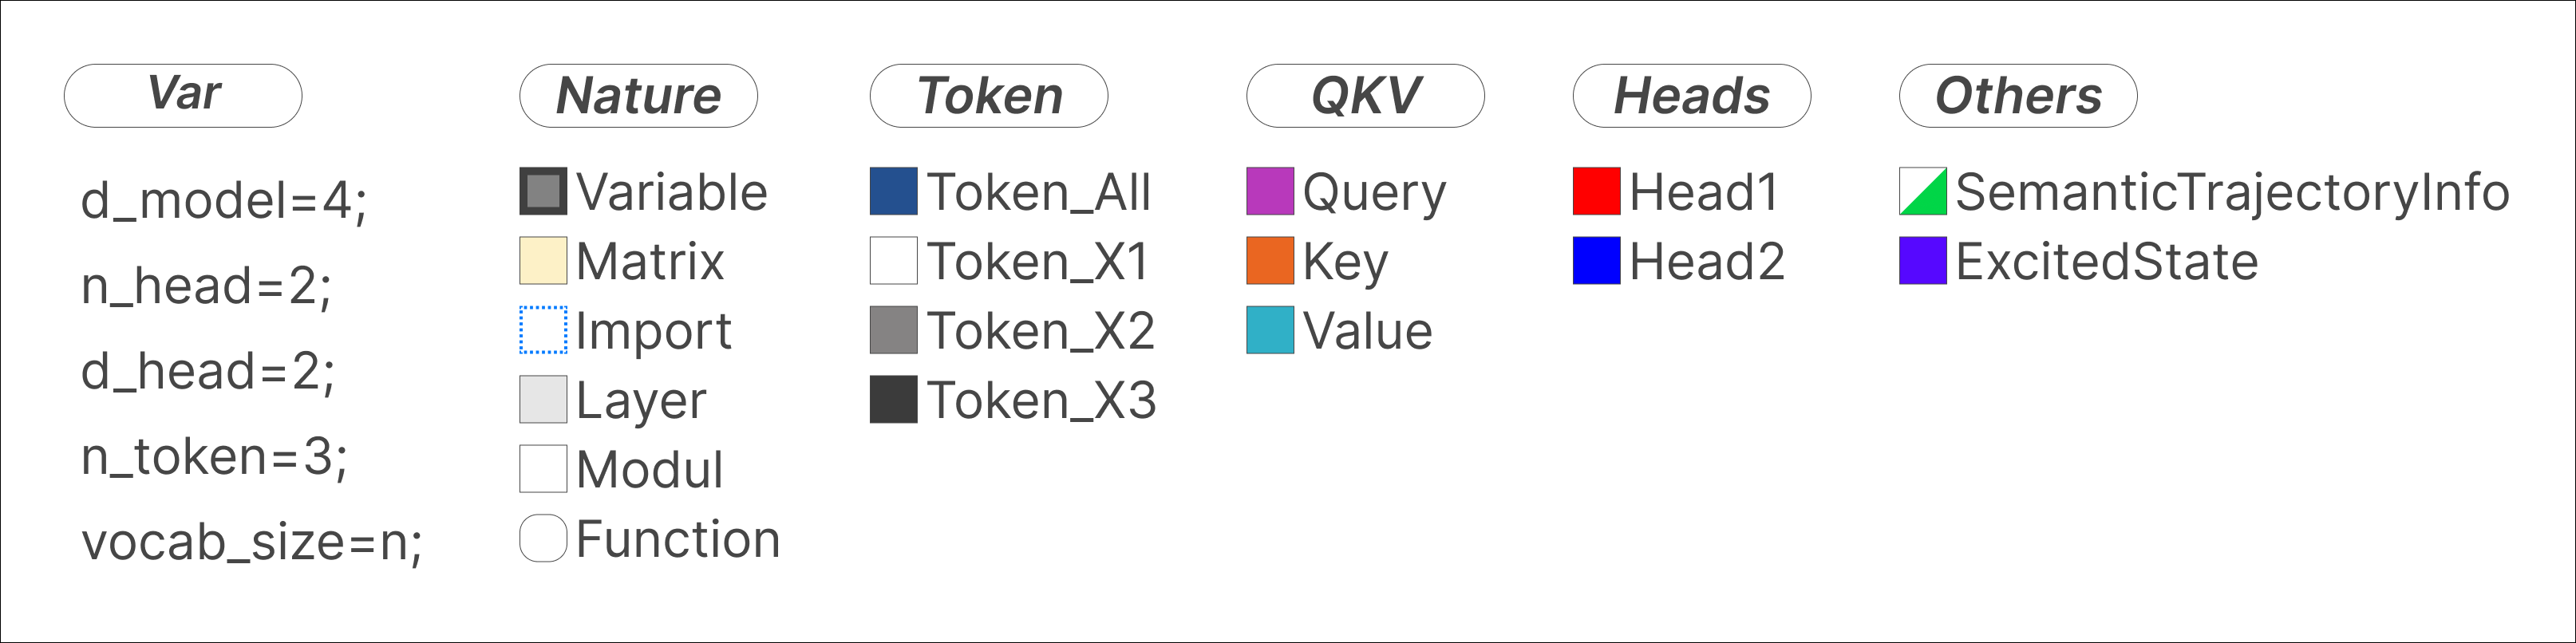 Var
d_model=4;
n_head=2;
d_head=2;
n_token=3;
vocab_size=n;
Nature
Variable
Matrix
Import
Layer
Modul
Function
Token
Token_All
Token_X1
Token_X2
Token_X3
QKV
Query
Key
Value
Heads
Head1
Head2
Others
SemanticTrajectoryInfo
ExcitedState